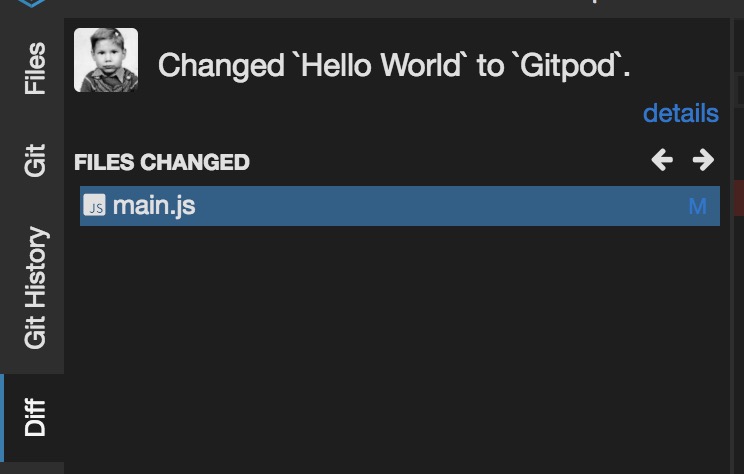 Files
Git
Git History
Diff
Changed `Hello World` to `Gitpod`.
details
FILES CHANGED
JS main.js M